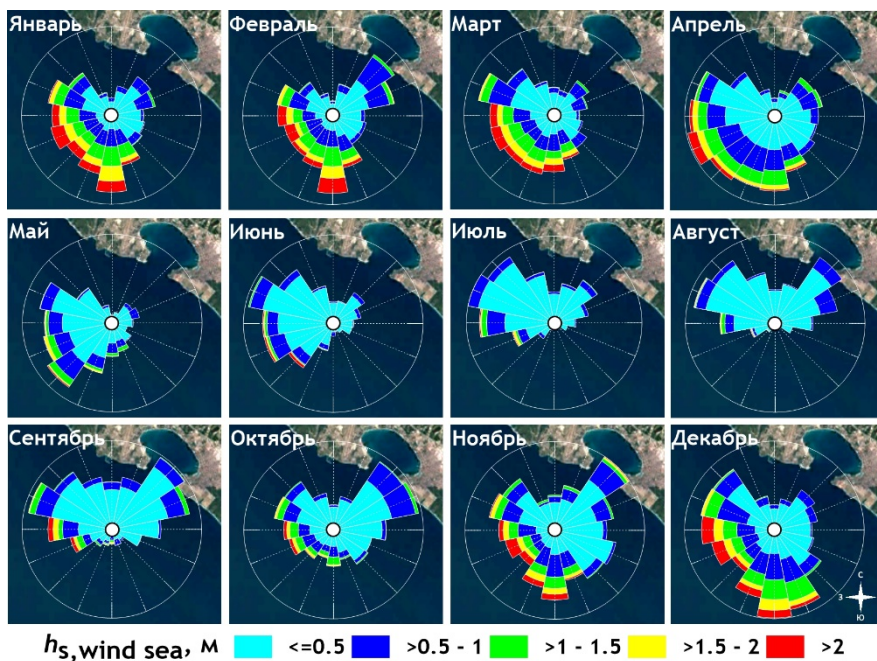 Январь Февраль Март Апрель
Май Июнь Июль Август
Сентябрь Октябрь Ноябрь Декабрь
С
З
Ю
hs,wind sea, м <=0.5 >0.5 - 1 >1 - 1.5 >1.5 - 2 >2